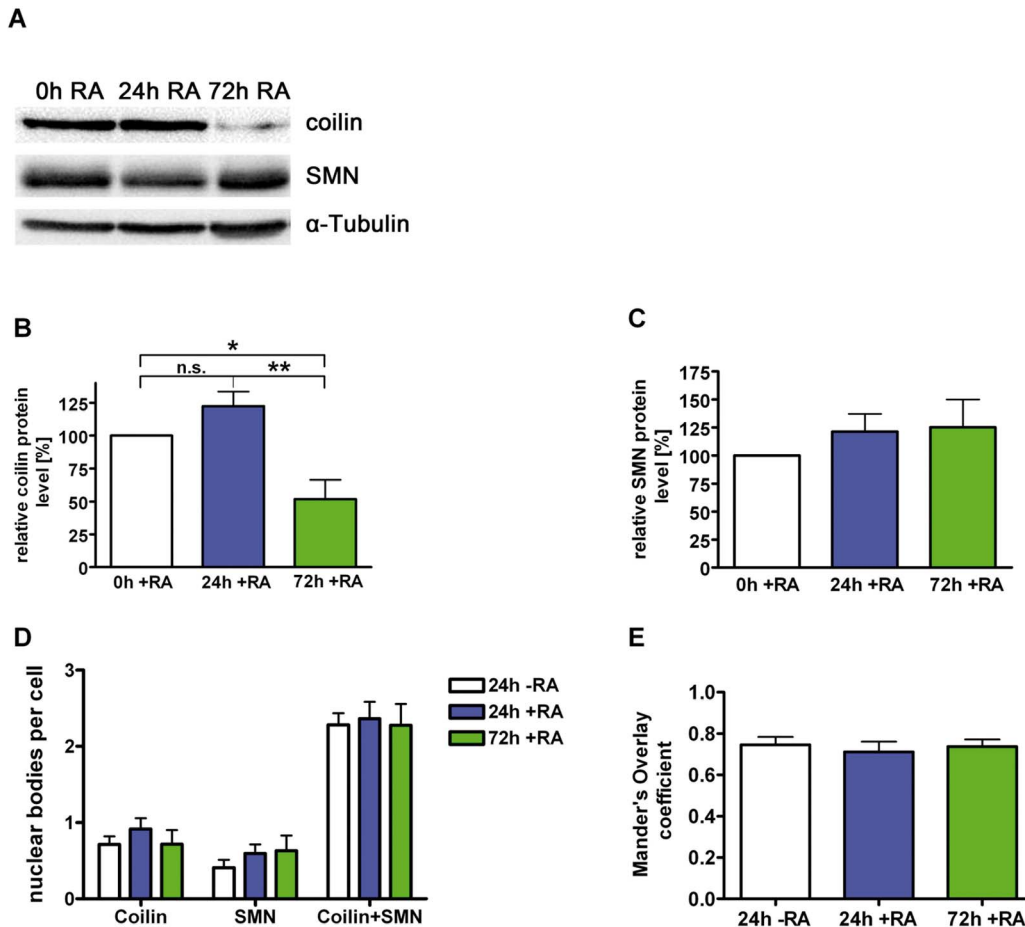 A
0h RA 24h RA 72h RA
coilin
SMN
α-Tubulin
B
*
n.s. **
relative coilin protein
level [%]
125
100
75
50
25
0
0h +RA 24h +RA 72h +RA
C
relative SMN protein
level [%]
175
150
125
100
75
50
25
0
0h +RA 24h +RA 72h +RA
D
nuclear bodies per cell
3
2
1
0
Coilin SMN Coilin+SMN
24h -RA
24h +RA
72h +RA
E
Mander's Overlay
coefficient
1.0
0.8
0.6
0.4
0.2
0.0
24h -RA 24h +RA 72h +RA